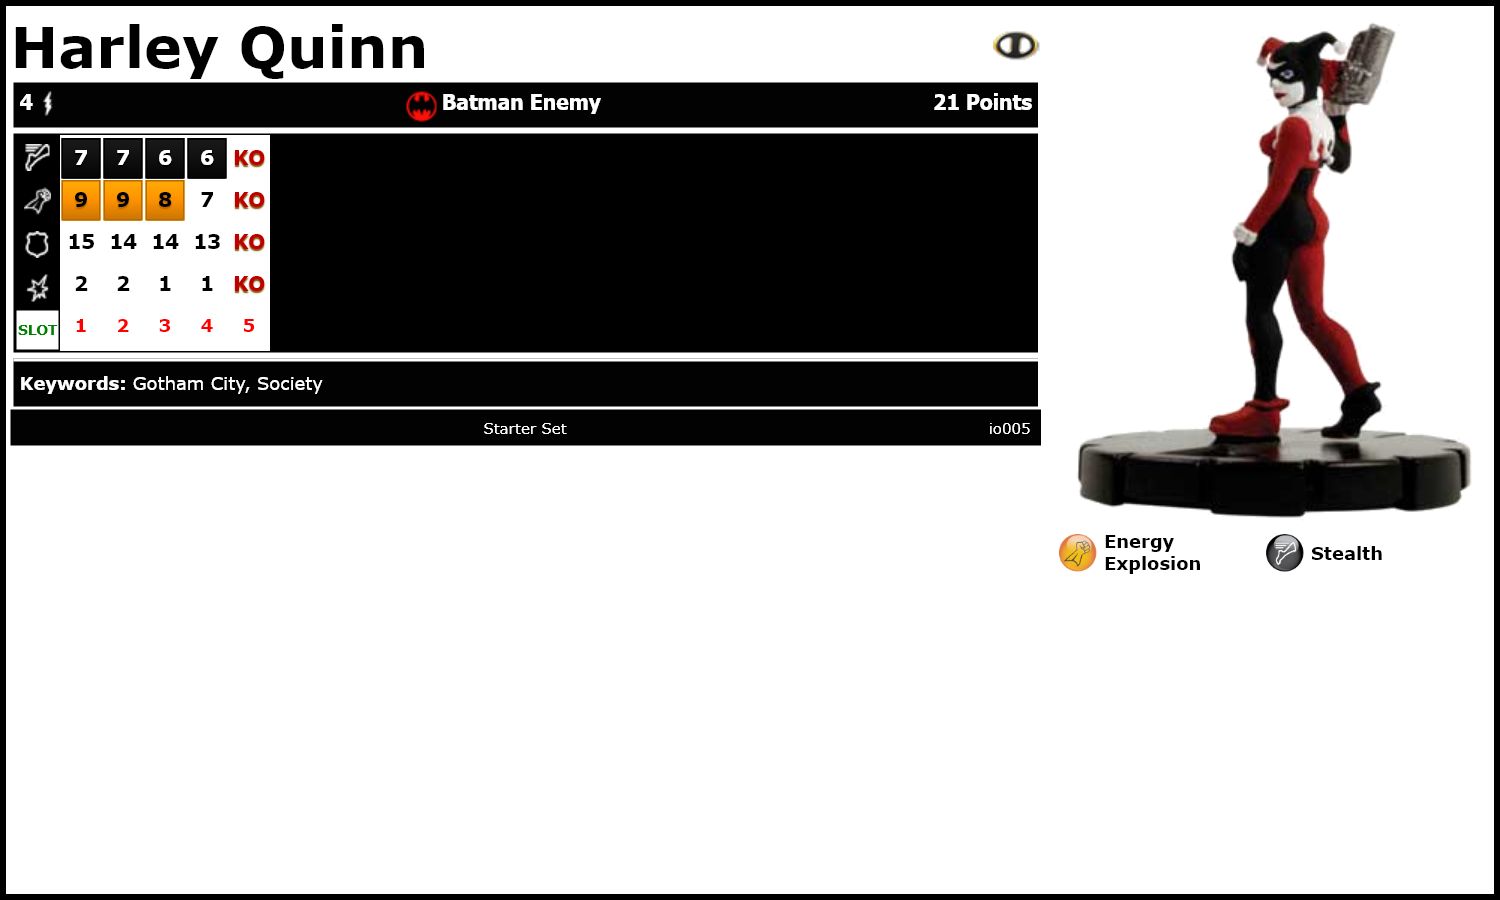 Harley Quinn
4 Batman Enemy 21 Points
7 7 6 6 KO
9 9 8 7 KO
15 14 14 13 KO
2 2 1 1 KO
SLOT 1 2 3 4 5
Keywords: Gotham City, Society
Starter Set io005
Energy
Explosion
Stealth